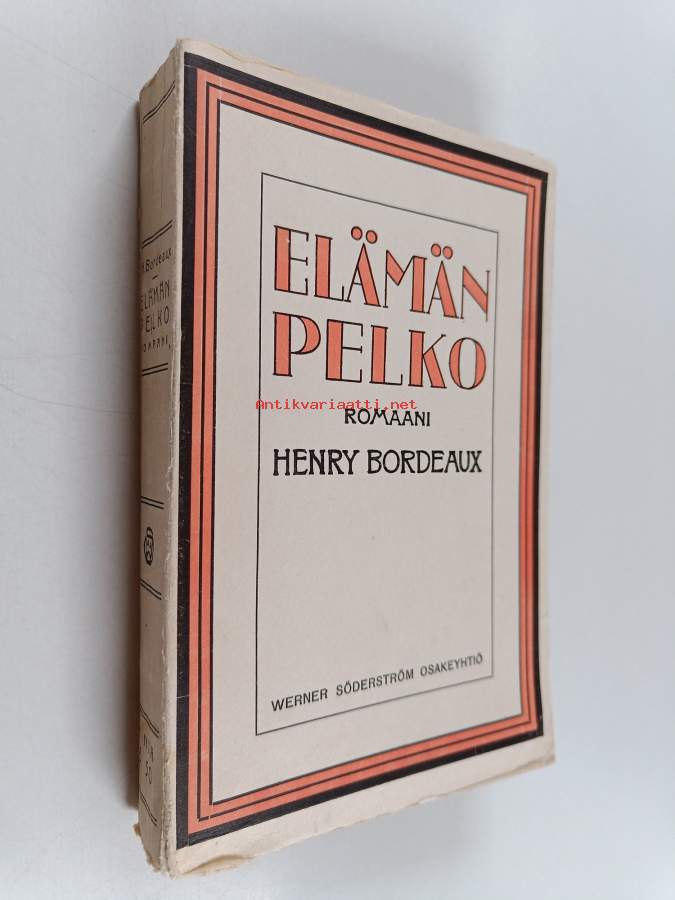 ELÄMÄN
PELKO
Antikvariaatti.net
ROMAANI
HENRY BORDEAUX
WERNER SÖDERSTRÖM OSAKEYHTIÖ
Bordeaux
ELÄMÄN
PELKO